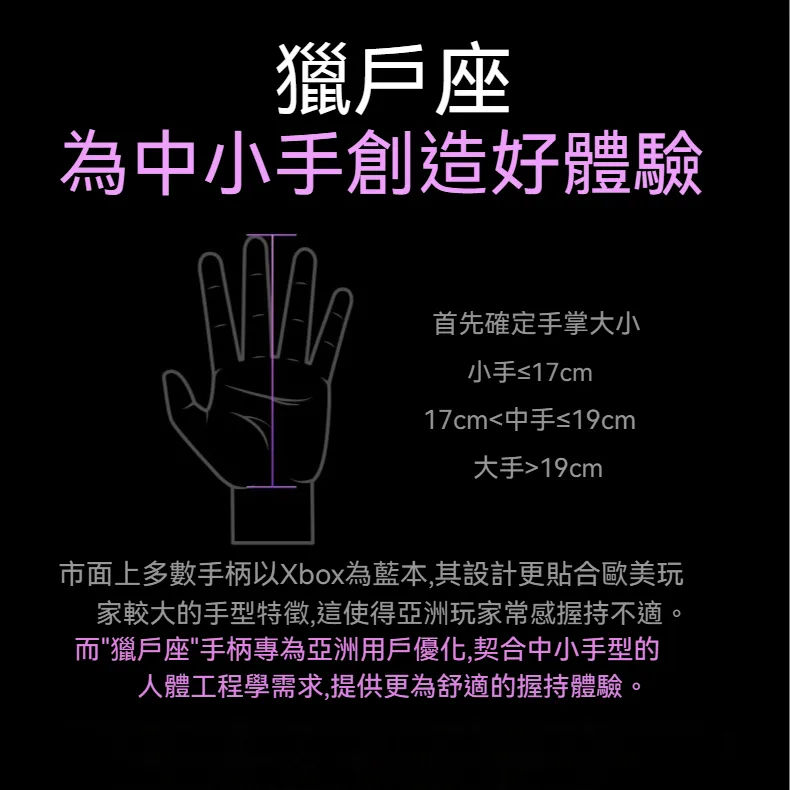 獵戶座
為中小手創造好體驗
首先確定手掌大小
小手≤17cm
17cm<中手≤19cm
大手>19cm
市面上多數手柄以Xbox為藍本,其設計更貼合歐美玩
家較大的手型特徵,這使得亞洲玩家常感握持不適。
而"獵戶座"手柄專為亞洲用戶優化,契合中小手型的
人體工程學需求,提供更為舒適的握持體驗。